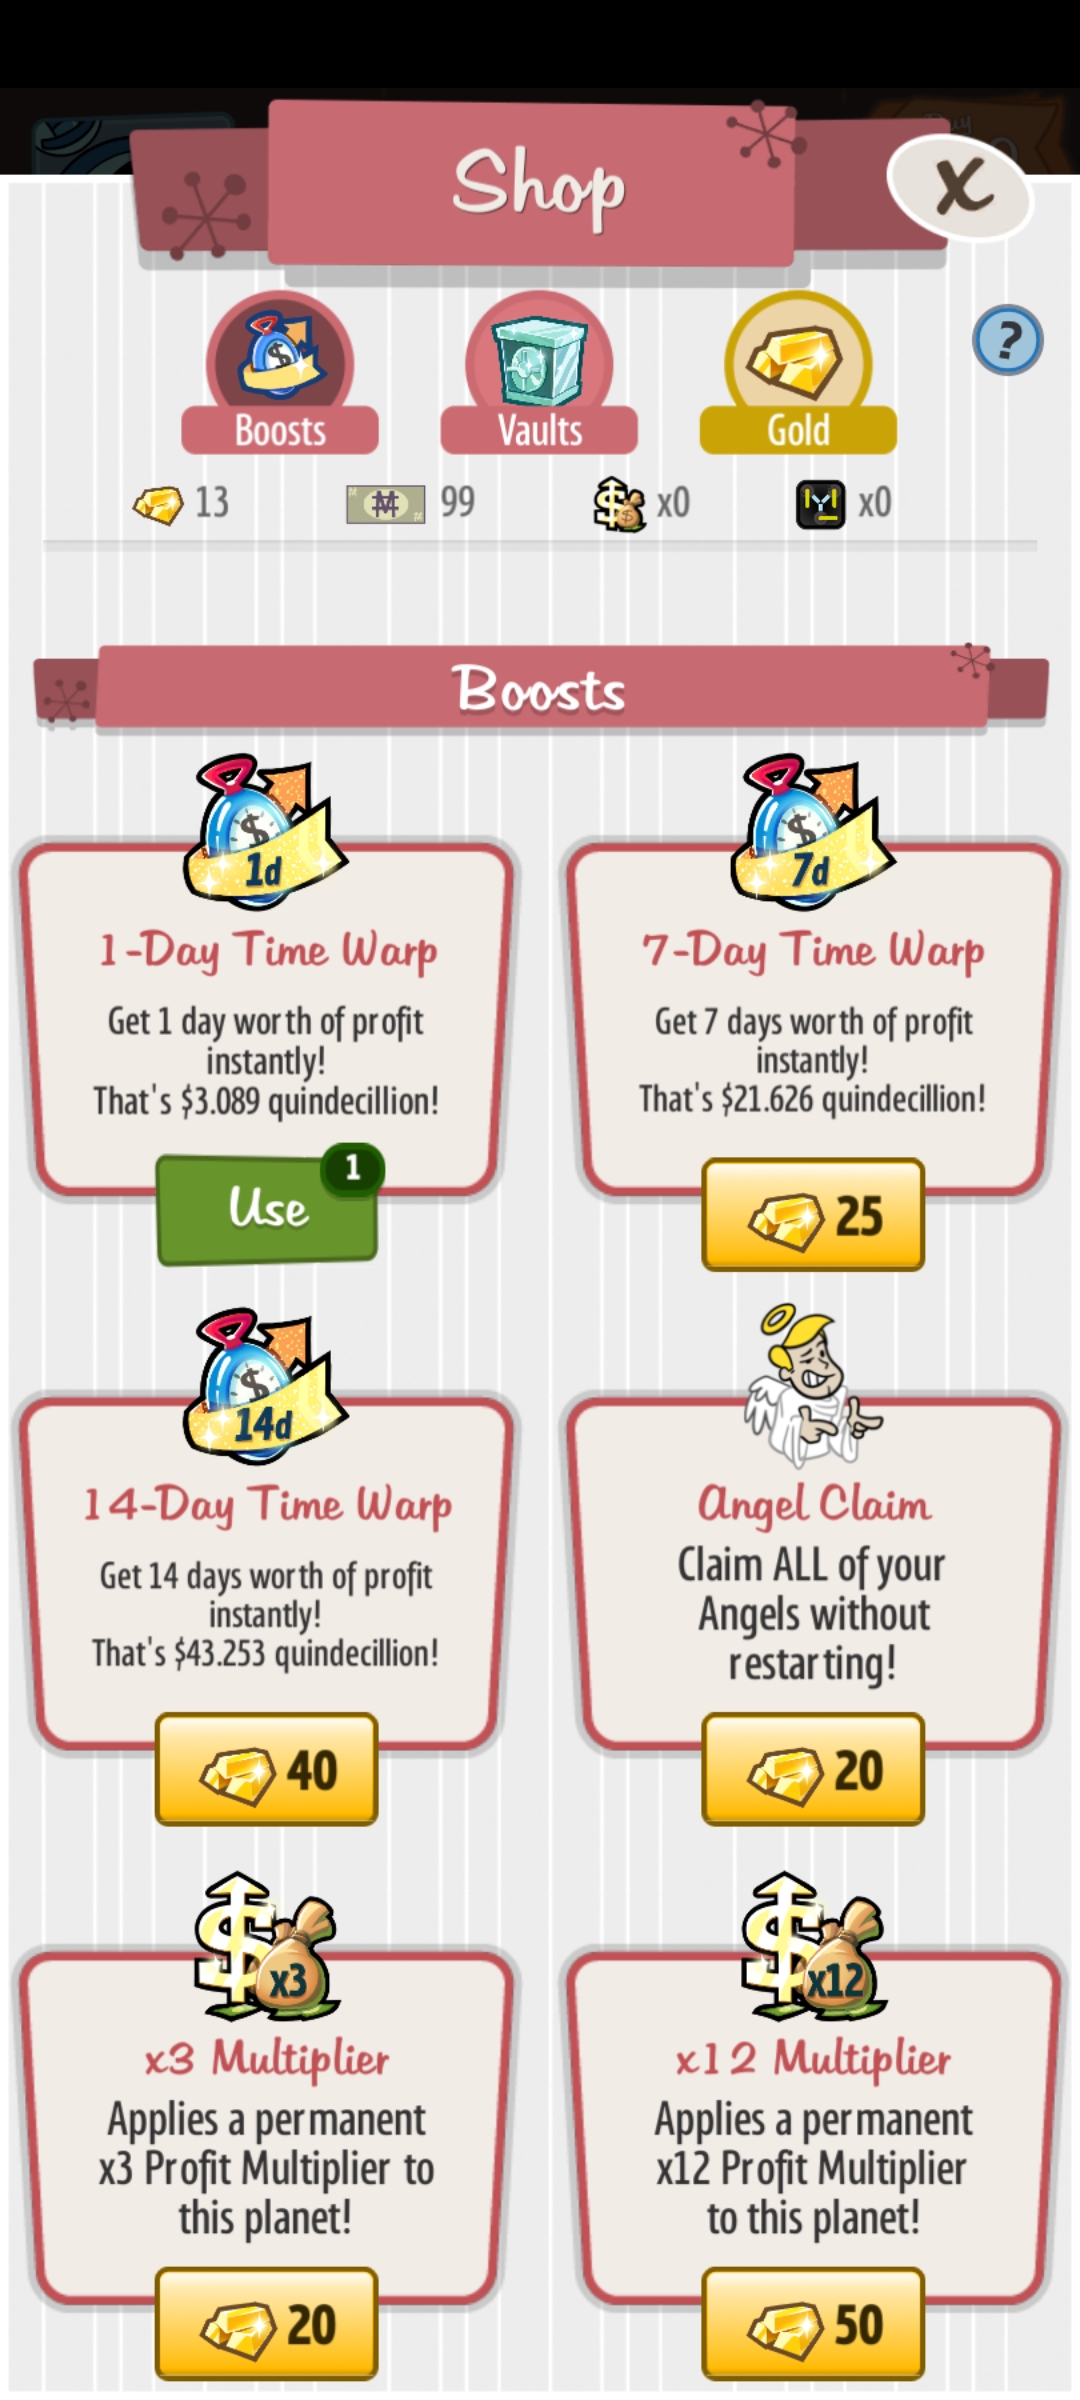 Shop
X
Boosts
Vaults
Gold
?
13
99
x0
x0
Boosts
1d
1-Day Time Warp
Get 1 day worth of profit
instantly!
That's $3.089 quindecillion!
Use
1
7d
7-Day Time Warp
Get 7 days worth of profit
instantly!
That's $21.626 quindecillion!
25
14d
14-Day Time Warp
Get 14 days worth of profit
instantly!
That's $43.253 quindecillion!
40
Angel Claim
Claim ALL of your
Angels without
restarting!
20
x3
x3 Multiplier
Applies a permanent
x3 Profit Multiplier to
this planet!
20
x12
x12 Multiplier
Applies a permanent
x12 Profit Multiplier
to this planet!
50